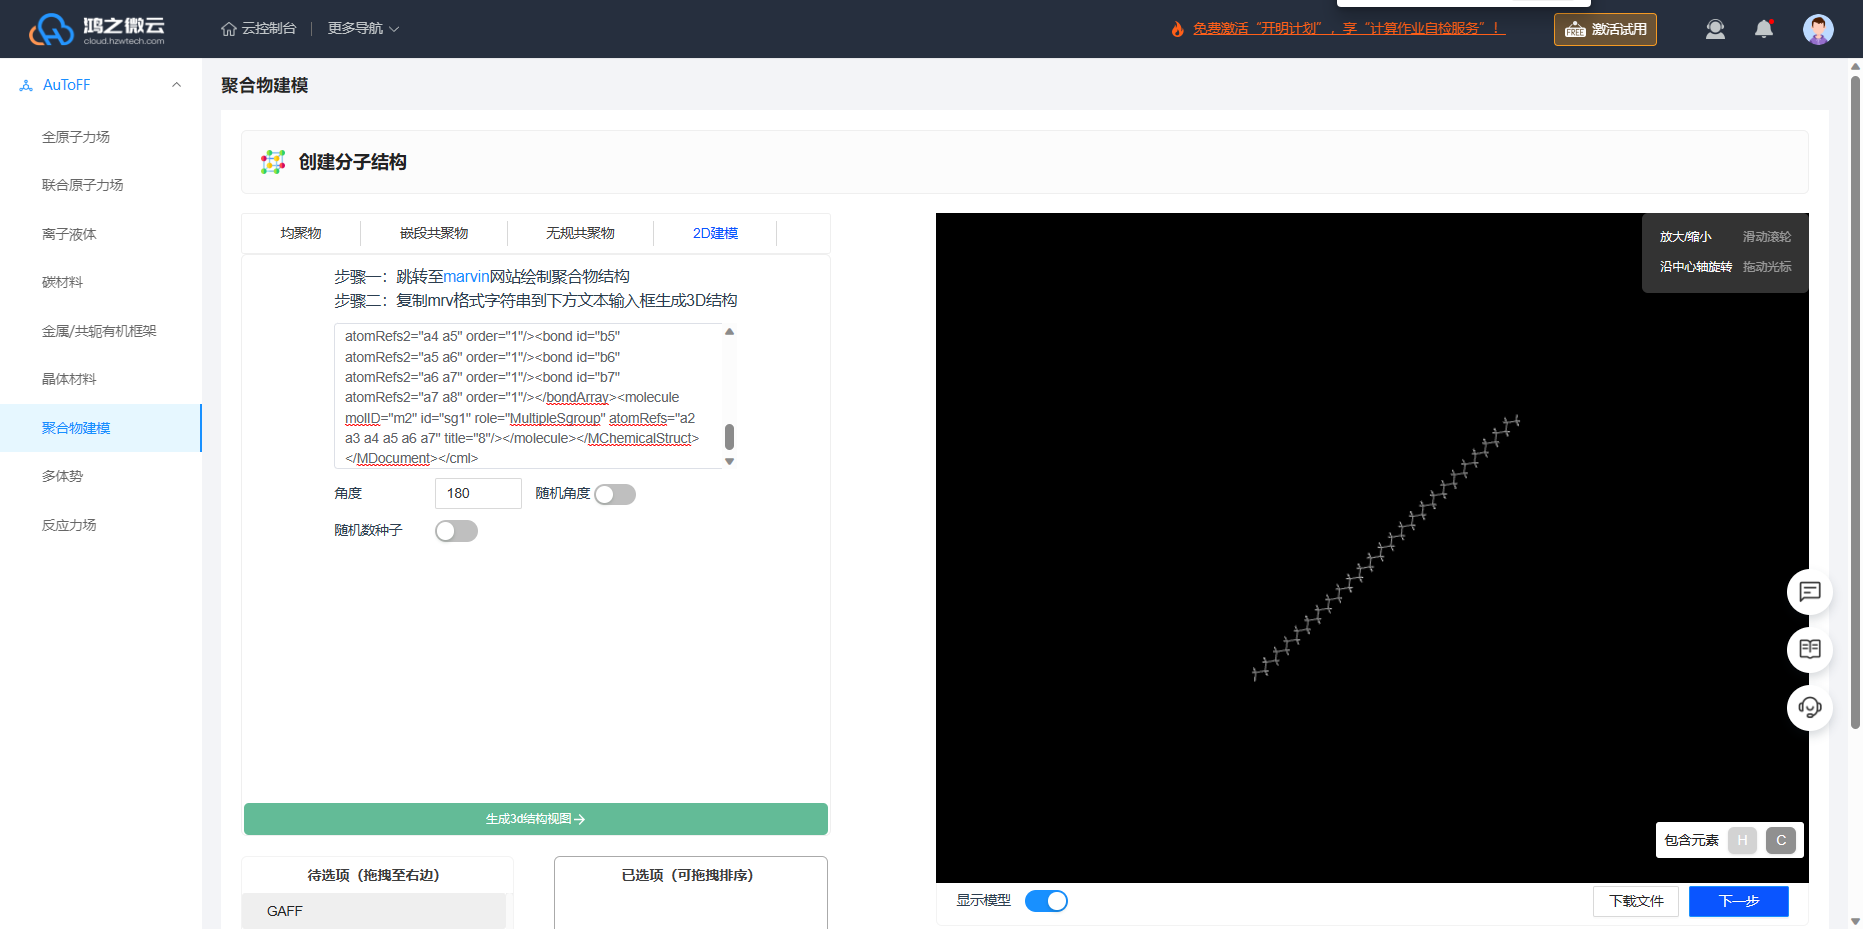 鸿之微云
cloud.hzwtech.com
云控制台
更多导航
免费激活“开明计划”，享“计算作业自检服务”！
FREE
激活试用
AuToFF
全原子力场
联合原子力场
离子液体
碳材料
金属/共轭有机框架
晶体材料
聚合物建模
多体势
反应力场
聚合物建模
创建分子结构
均聚物
嵌段共聚物
无规共聚物
2D建模
步骤一：跳转至marvin网站绘制聚合物结构
步骤二：复制mrv格式字符串到下方文本输入框生成3D结构
atomRefs2="a4 a5" order="1"/><bond id="b5"
atomRefs2="a5 a6" order="1"/><bond id="b6"
atomRefs2="a6 a7" order="1"/><bond id="b7"
atomRefs2="a7 a8" order="1"/></bondArray><molecule
molID="m2" id="sg1" role="MultipleSgroup" atomRefs="a2
a3 a4 a5 a6 a7" title="8"/></molecule></MChemicalStruct>
</MDocument></cml>
角度
180
随机角度
随机数种子
生成3d结构视图→
待选项（拖拽至右边）
GAFF
已选项（可拖拽排序）
放大/缩小
滑动滚轮
沿中心轴旋转
拖动光标
包含元素
H
C
显示模型
下载文件
下一步